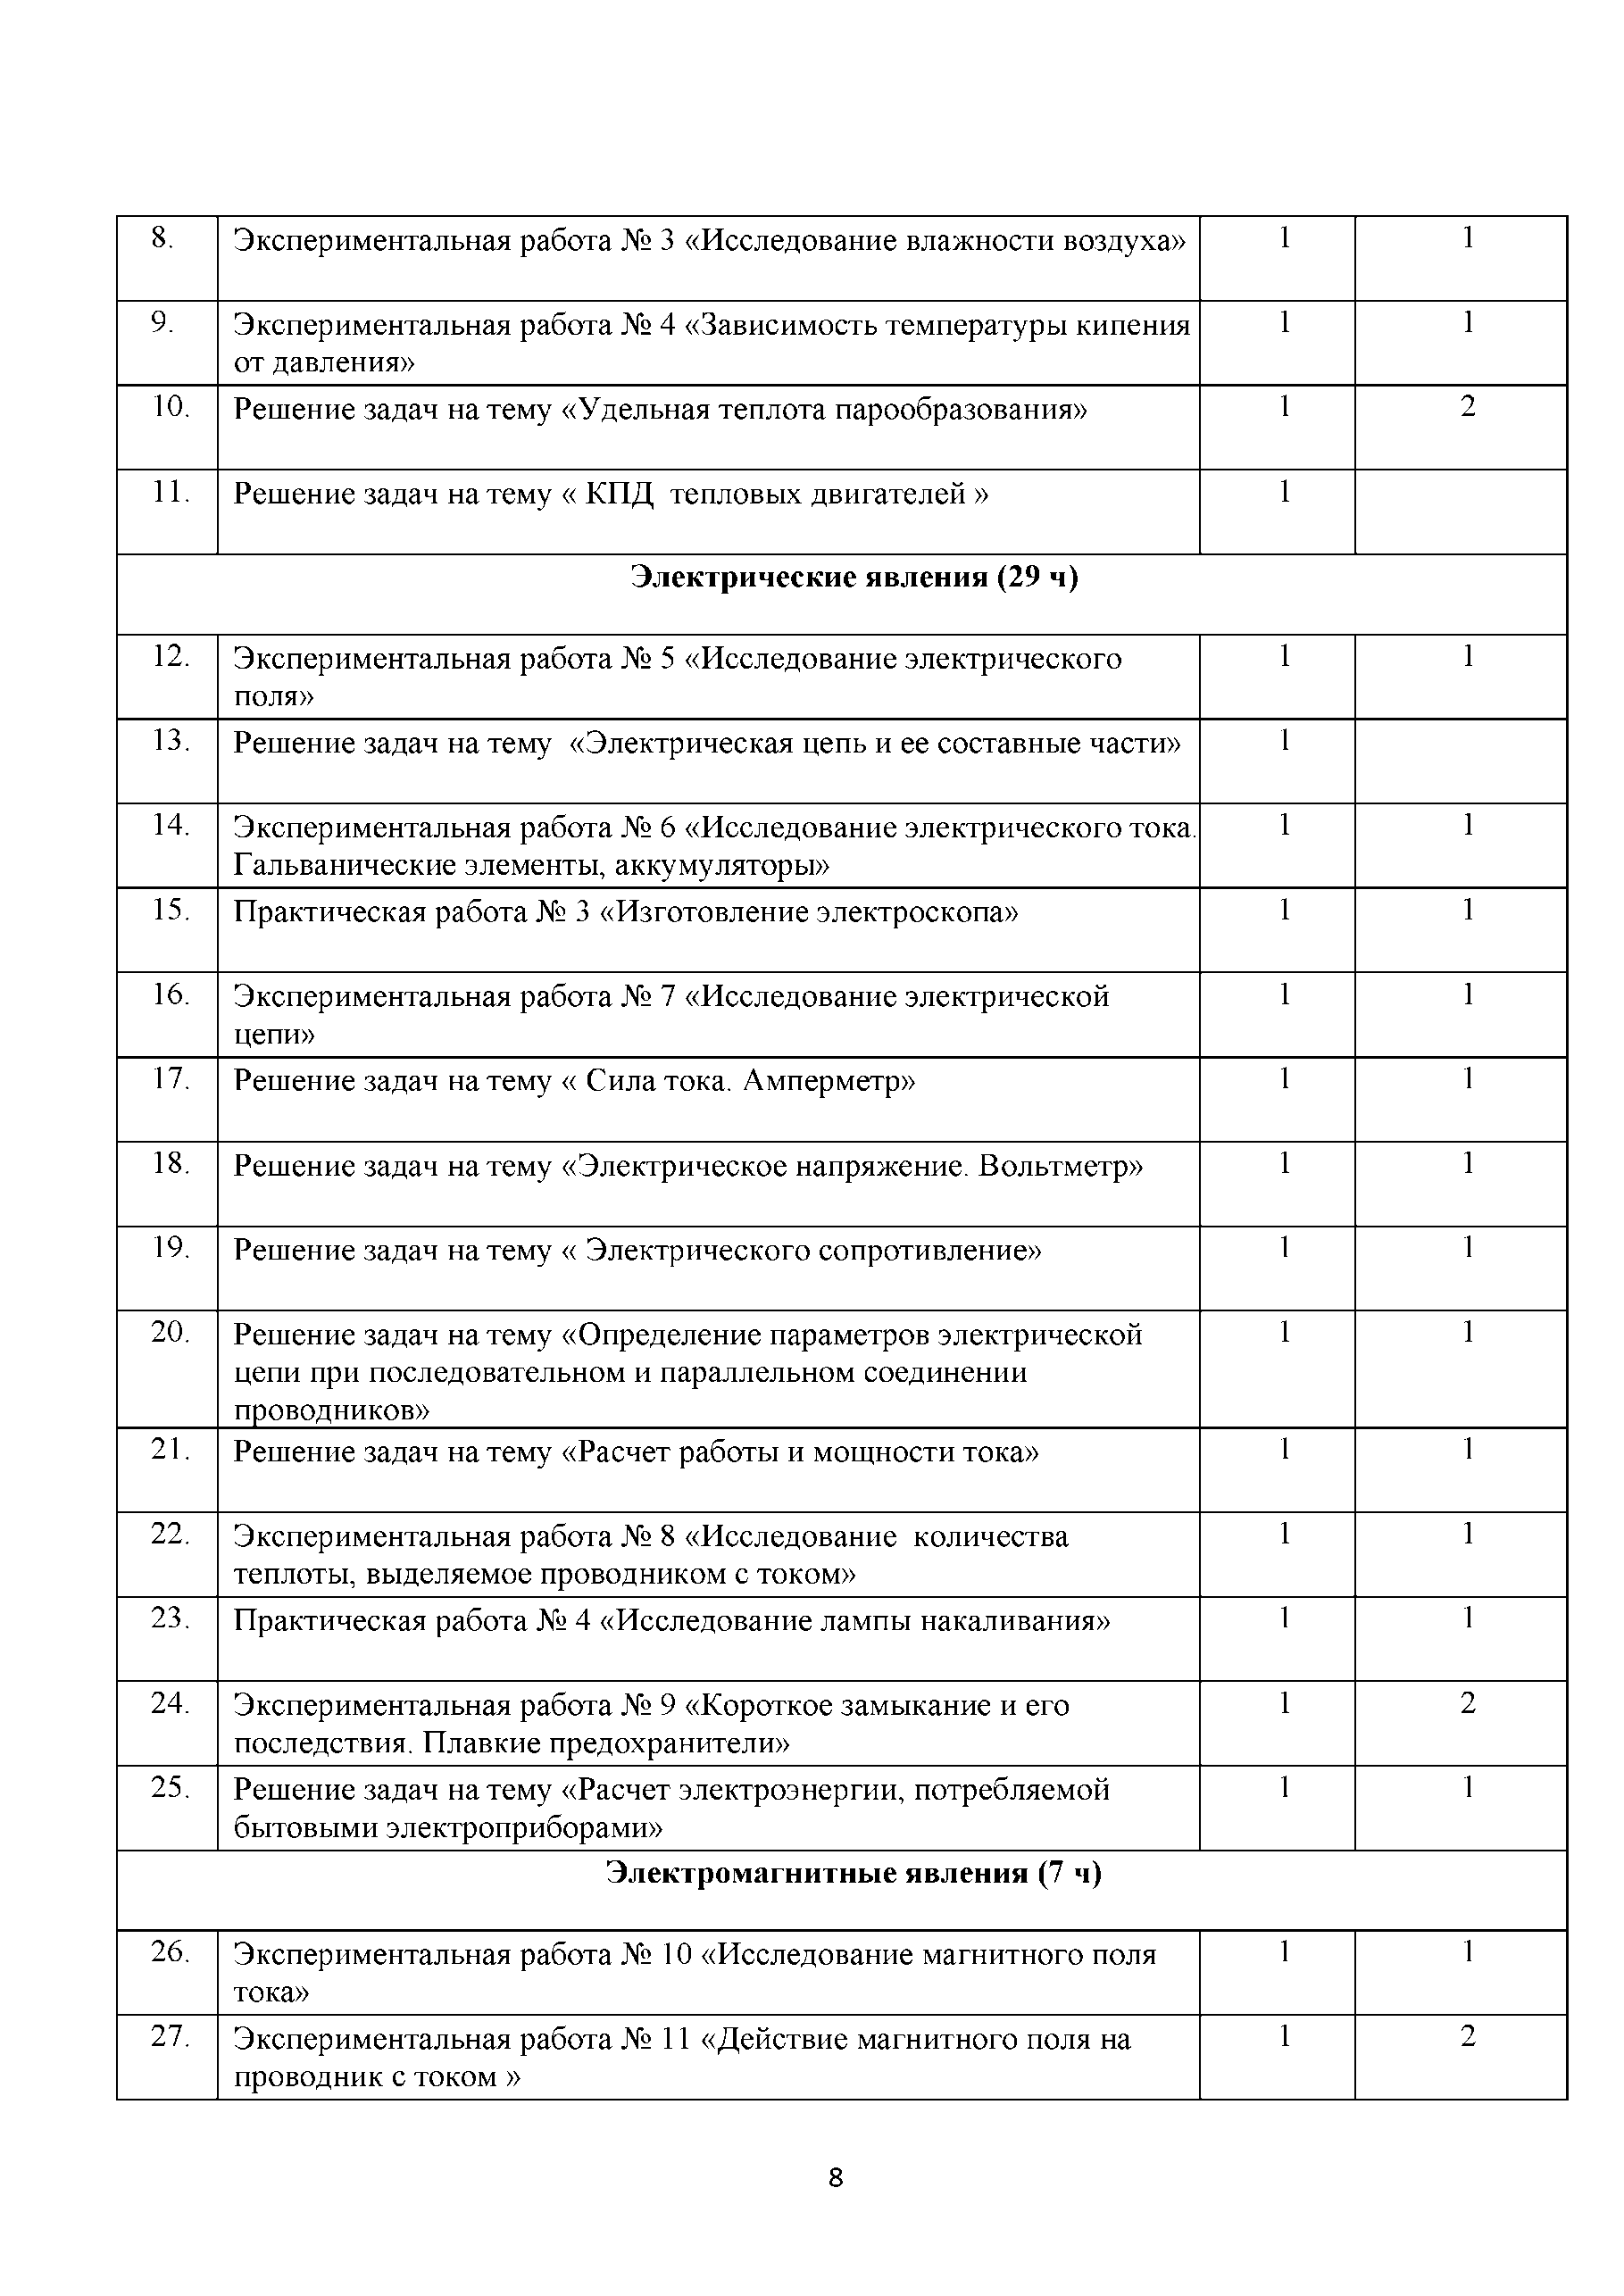 8. Экспериментальная работа № 3 «Исследование влажности воздуха» 1 1
9. Экспериментальная работа № 4 «Зависимость температуры кипения 1 1
от давления»
10. Решение задач на тему «Удельная теплота парообразования» 1 2
11. Решение задач на тему « КПД  тепловых двигателей » 1
Электрические явления (29 ч)
12. Экспериментальная работа № 5 «Исследование электрического 1 1
поля»
13. Решение задач на тему  «Электрическая цепь и ее составные части» 1
14. Экспериментальная работа № 6 «Исследование электрического тока. 1 1
Гальванические элементы, аккумуляторы»
15. Практическая работа № 3 «Изготовление электроскопа» 1 1
16. Экспериментальная работа № 7 «Исследование электрической 1 1
цепи»
17. Решение задач на тему « Сила тока. Амперметр» 1 1
18. Решение задач на тему «Электрическое напряжение. Вольтметр» 1 1
19. Решение задач на тему « Электрического сопротивление» 1 1
20. Решение задач на тему «Определение параметров электрической 1 1
цепи при последовательном и параллельном соединении
проводников»
21. Решение задач на тему «Расчет работы и мощности тока» 1 1
22. Экспериментальная работа № 8 «Исследование  количества 1 1
теплоты, выделяемое проводником с током»
23. Практическая работа № 4 «Исследование лампы накаливания» 1 1
24. Экспериментальная работа № 9 «Короткое замыкание и его 1 2
последствия. Плавкие предохранители»
25. Решение задач на тему «Расчет электроэнергии, потребляемой 1 1
бытовыми электроприборами»
Электромагнитные явления (7 ч)
26. Экспериментальная работа № 10 «Исследование магнитного поля 1 1
тока»
27. Экспериментальная работа № 11 «Действие магнитного поля на 1 2
проводник с током »
8